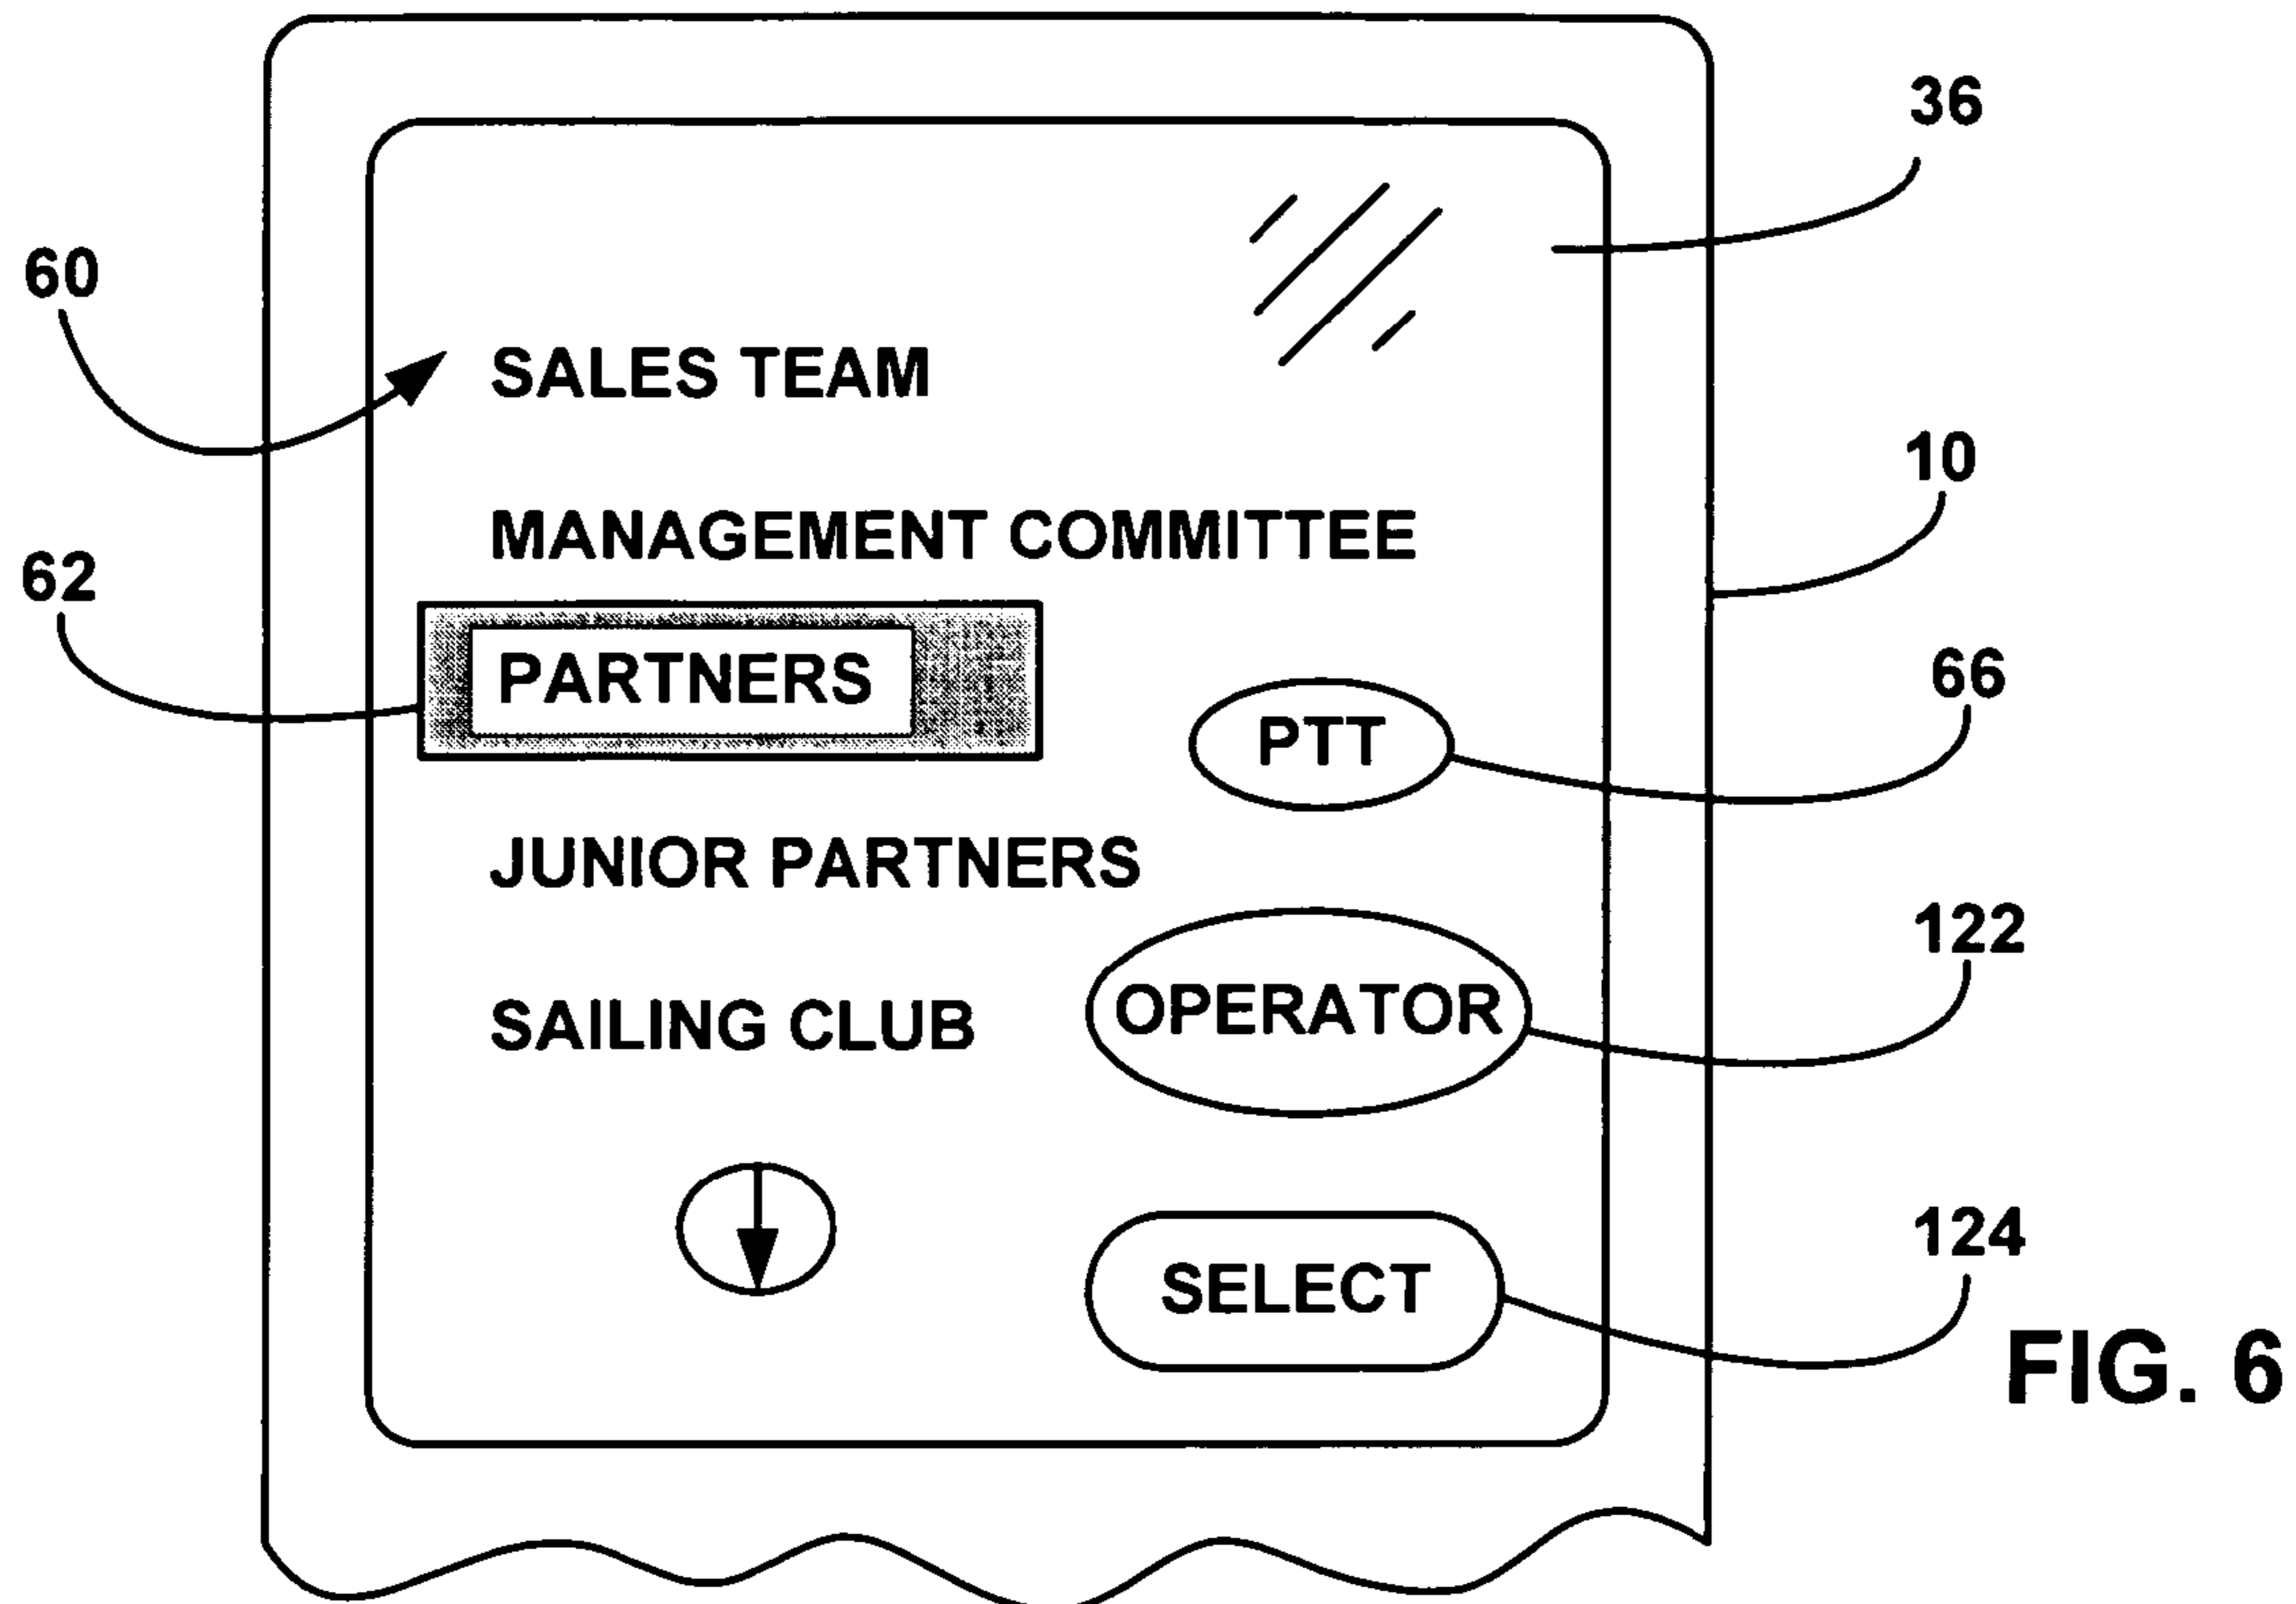 36
60
SALES TEAM
10
MANAGEMENT COMMITTEE
62
PARTNERS
66
PTT
JUNIOR PARTNERS
122
OPERATOR
SAILING CLUB
124
SELECT
FIG. 6